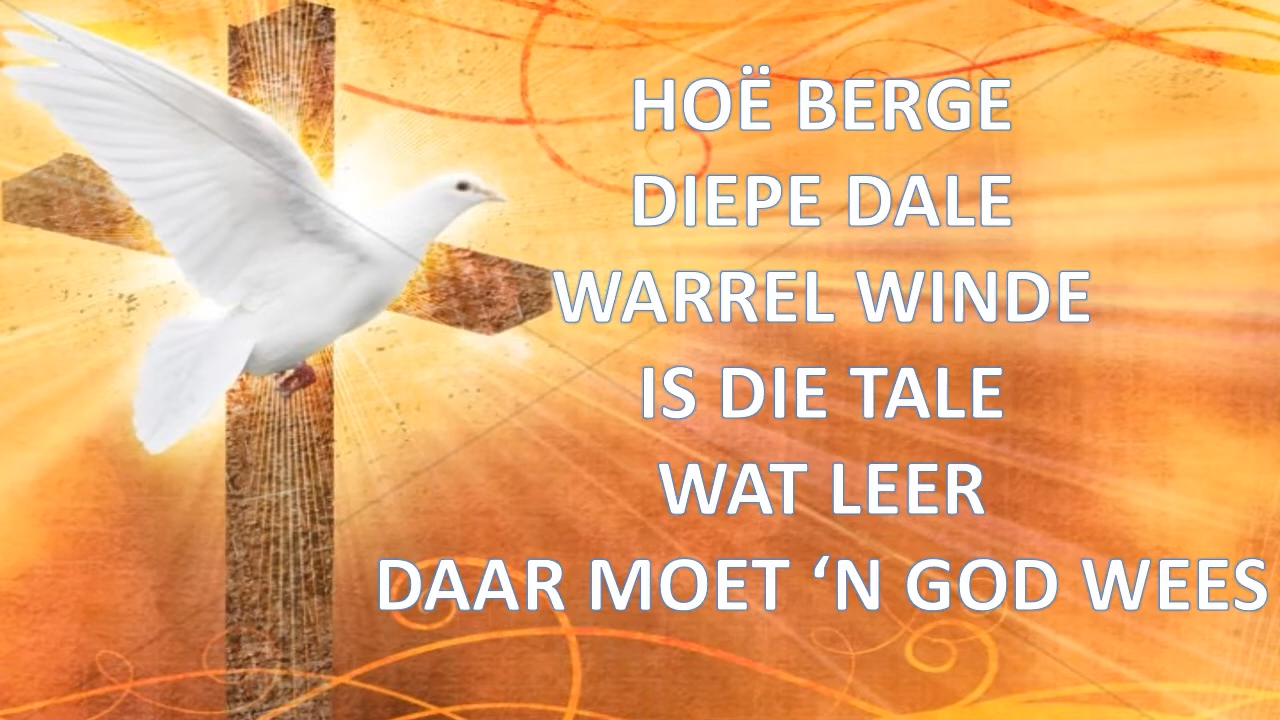 HOË BERGE
DIEPE DALE
WARREL WINDE
IS DIE TALE
WAT LEER
DAAR MOET ‘N GOD WEES